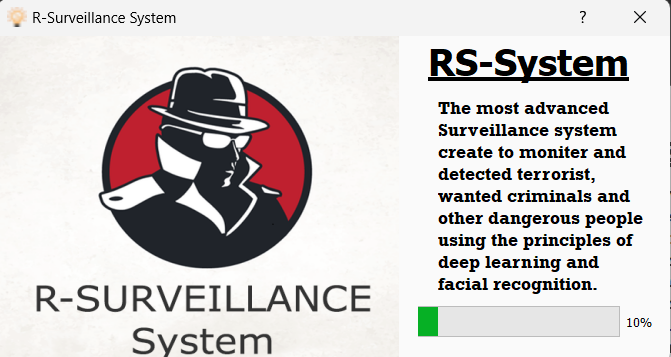 R-Surveillance System
?
RS-System
The most advanced
Surveillance system
create to moniter and
detected terrorist,
wanted criminals and
other dangerous people
using the principles of
deep learning and
facial recognition.
10%
R-SURVEILLANCE
System